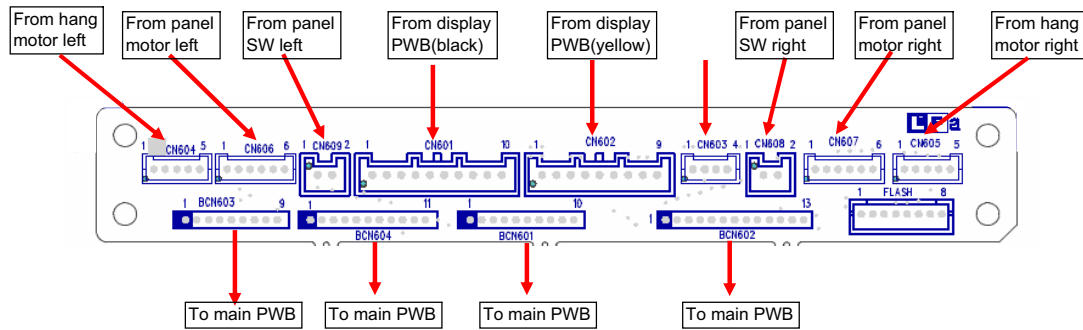 From hang
motor left
From panel
motor left
From panel
SW left
From display
PWB(black)
From display
PWB(yellow)
From panel
SW right
From panel
motor right
From hang
motor right
1 CN604 5
1 CN606 6
1 CN609 2
1 CN601 10
1 CN602 9
1 CN603 4
1 CN608 2
1 CN607 6
1 CN605 5
1 BCN603 9
1 BCN604 11
1 BCN601 10
1 BCN602 13
1 FLASH 8
To main PWB
To main PWB
To main PWB
To main PWB